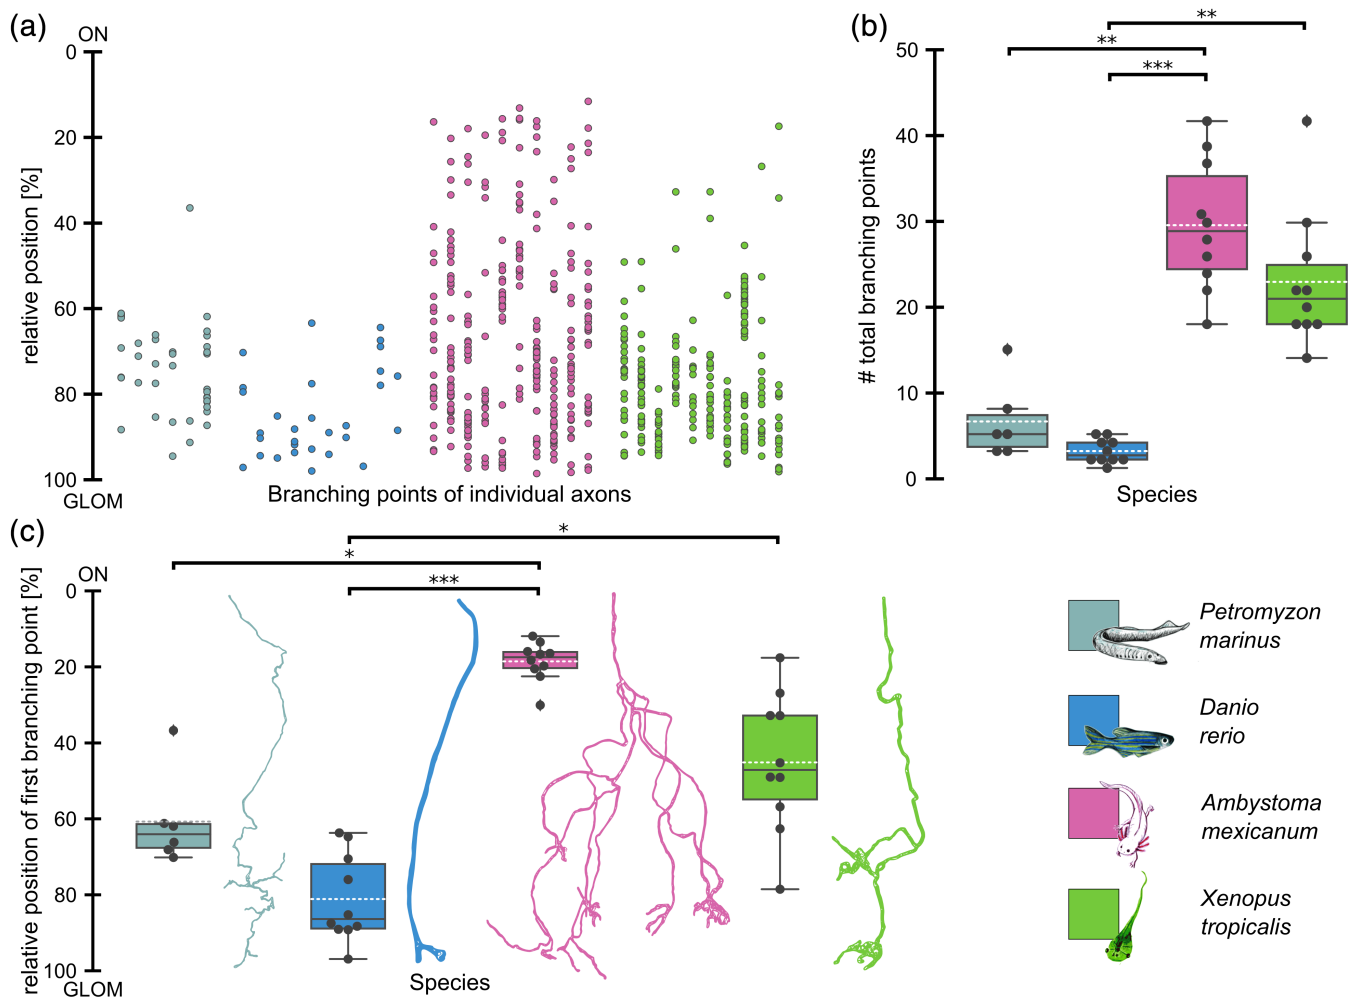 (a)
ON
0
20
40
60
80
100
GLOM
relative position [%]
Branching points of individual axons
(b)
50
40
30
20
10
0
# total branching points
**
**
***
Species
(c)
ON
0
20
40
60
80
100
GLOM
relative position of first branching point [%]
*
*
***
Species
Petromyzon
marinus
Danio
rerio
Ambystoma
mexicanum
Xenopus
tropicalis